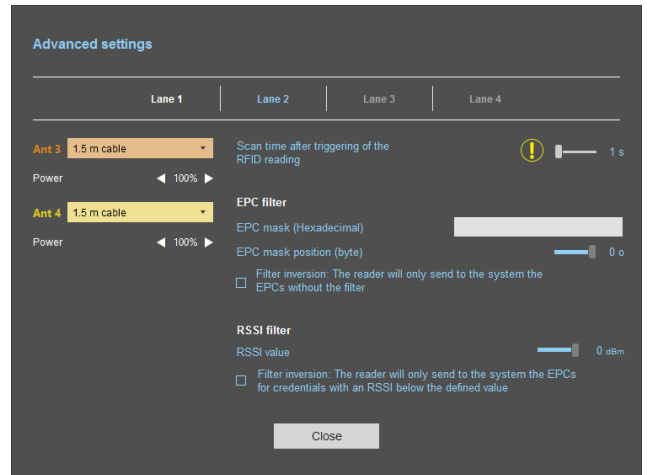 Advanced settings
Lane 1 Lane 2 Lane 3 Lane 4
Ant 3 1.5 m cable
Power 100%
Ant 4 1.5 m cable
Power 100%
Scan time after triggering of the
RFID reading
! 1 s
EPC filter
EPC mask (Hexadecimal)
EPC mask position (byte) 0 o
Filter inversion: The reader will only send to the system the
EPCs without the filter
RSSI filter
RSSI value 0 dBm
Filter inversion: The reader will only send to the system the EPCs
for credentials with an RSSI below the defined value
Close